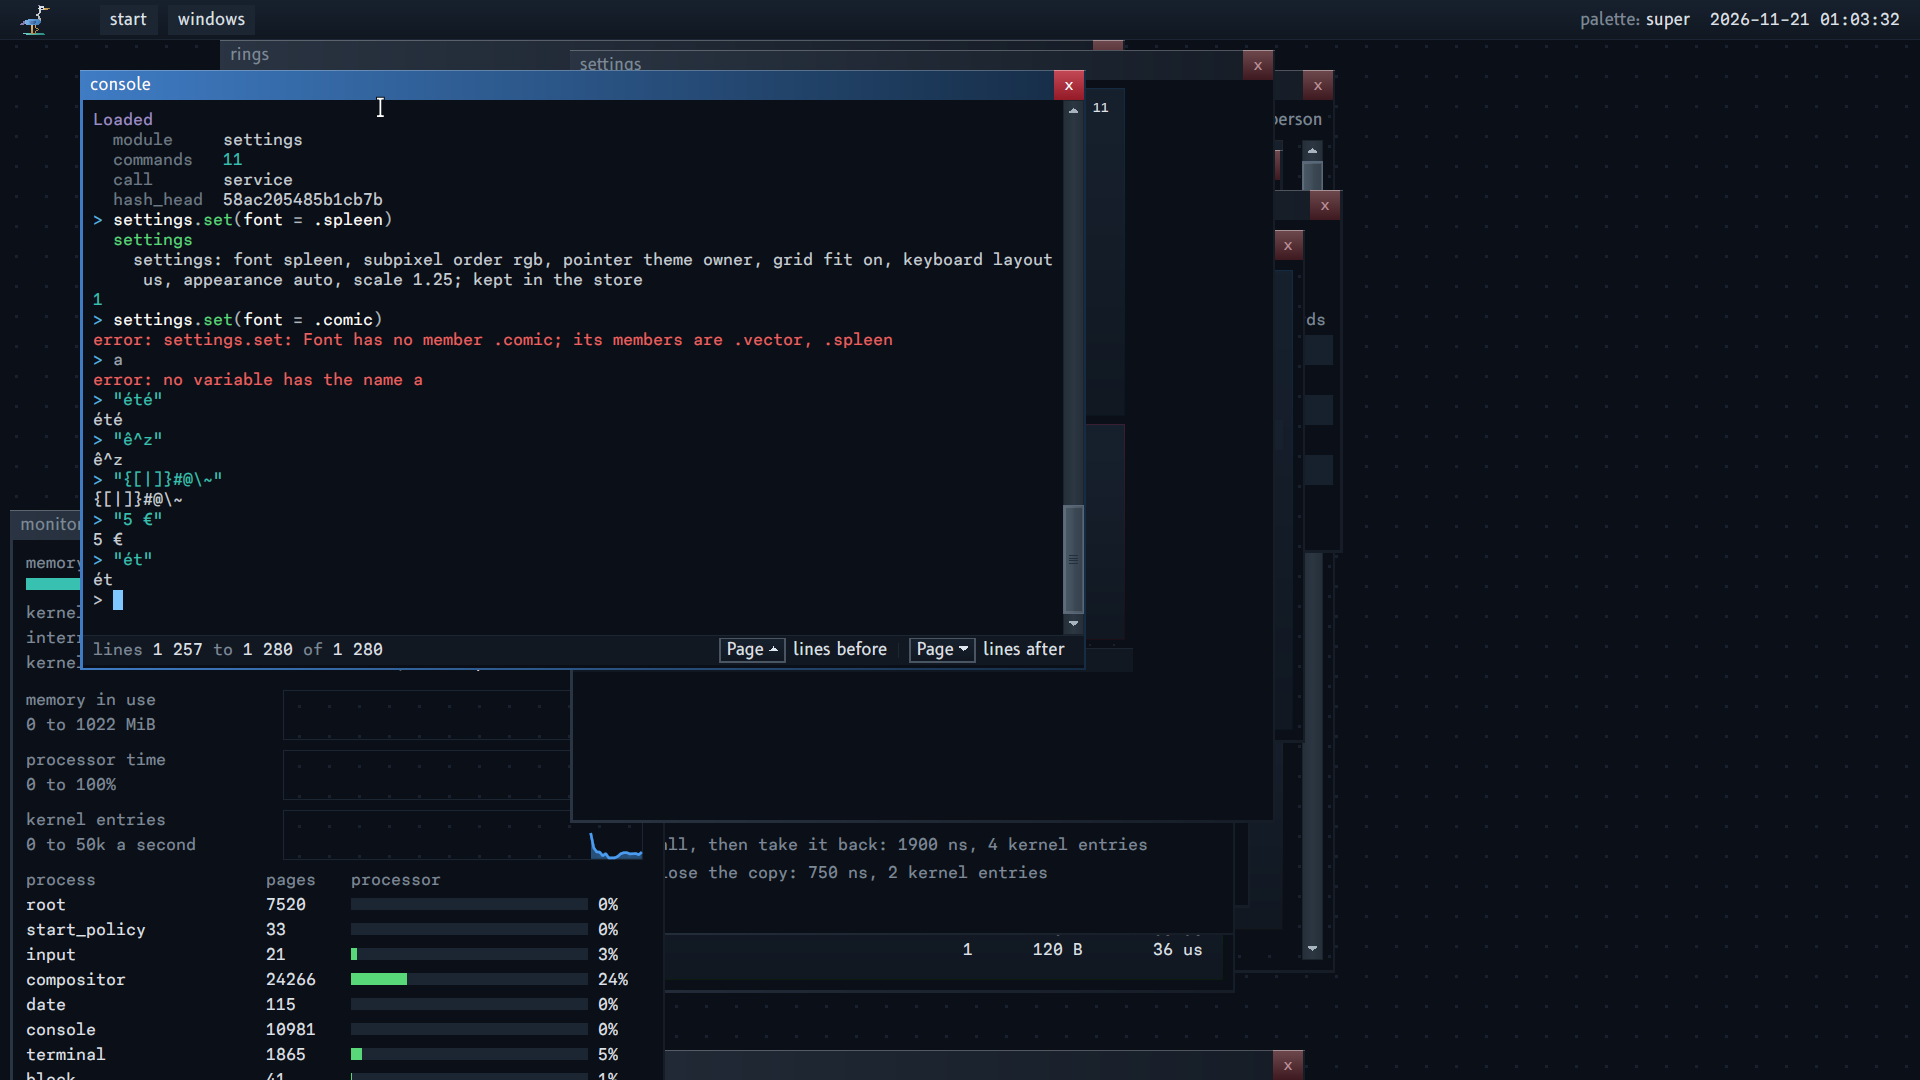 start windows palette: super 2026-11-21 01:03:32
rings
settings
x
console x
x
Loaded
11
module settings
erson
commands 11
call service
hash_head 58ac205485b1cb7b
x
> settings.set(font = .spleen)
settings
x
settings: font spleen, subpixel order rgb, pointer theme owner, grid fit on, keyboard layout
us, appearance auto, scale 1.25; kept in the store
1
> settings.set(font = .comic)
ds
error: settings.set: Font has no member .comic; its members are .vector, .spleen
> a
error: no variable has the name a
> "été"
été
> "ê^z"
ê^z
> "{[|]}#@\~"
{[|]}#@\~
> "5 €"
5 €
> "ét"
ét
>
lines 1 257 to 1 280 of 1 280 Page lines before Page lines after
monitor
memory
kernel
inter
kernel
memory in use
0 to 1022 MiB
processor time
0 to 100%
kernel entries
0 to 50k a second
all, then take it back: 1900 ns, 4 kernel entries
lose the copy: 750 ns, 2 kernel entries
1 120 B 36 us
process pages processor
root 7520 0%
start_policy 33 0%
input 21 3%
compositor 24266 24%
date 115 0%
console 10981 0%
terminal 1865 5%
block 41 1%
x